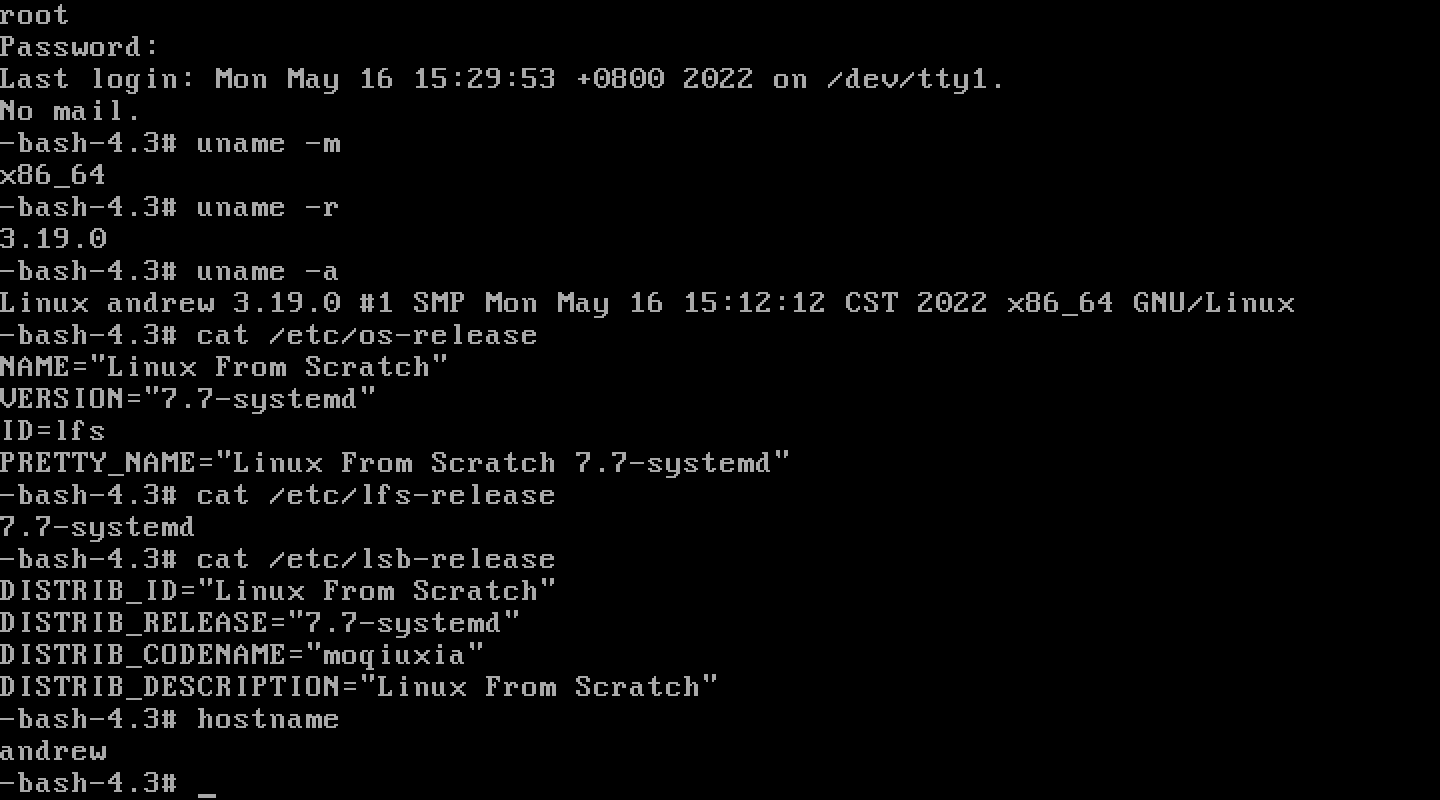 root
Password:
Last login: Mon May 16 15:29:53 +0800 2022 on /dev/tty1.
No mail.
-bash-4.3# uname -m
x86_64
-bash-4.3# uname -r
3.19.0
-bash-4.3# uname -a
Linux andrew 3.19.0 #1 SMP Mon May 16 15:12:12 CST 2022 x86_64 GNU/Linux
-bash-4.3# cat /etc/os-release
NAME="Linux From Scratch"
VERSION="7.7-systemd"
ID=lfs
PRETTY_NAME="Linux From Scratch 7.7-systemd"
-bash-4.3# cat /etc/lfs-release
7.7-systemd
-bash-4.3# cat /etc/lsb-release
DISTRIB_ID="Linux From Scratch"
DISTRIB_RELEASE="7.7-systemd"
DISTRIB_CODENAME="moqiuxia"
DISTRIB_DESCRIPTION="Linux From Scratch"
-bash-4.3# hostname
andrew
-bash-4.3# _